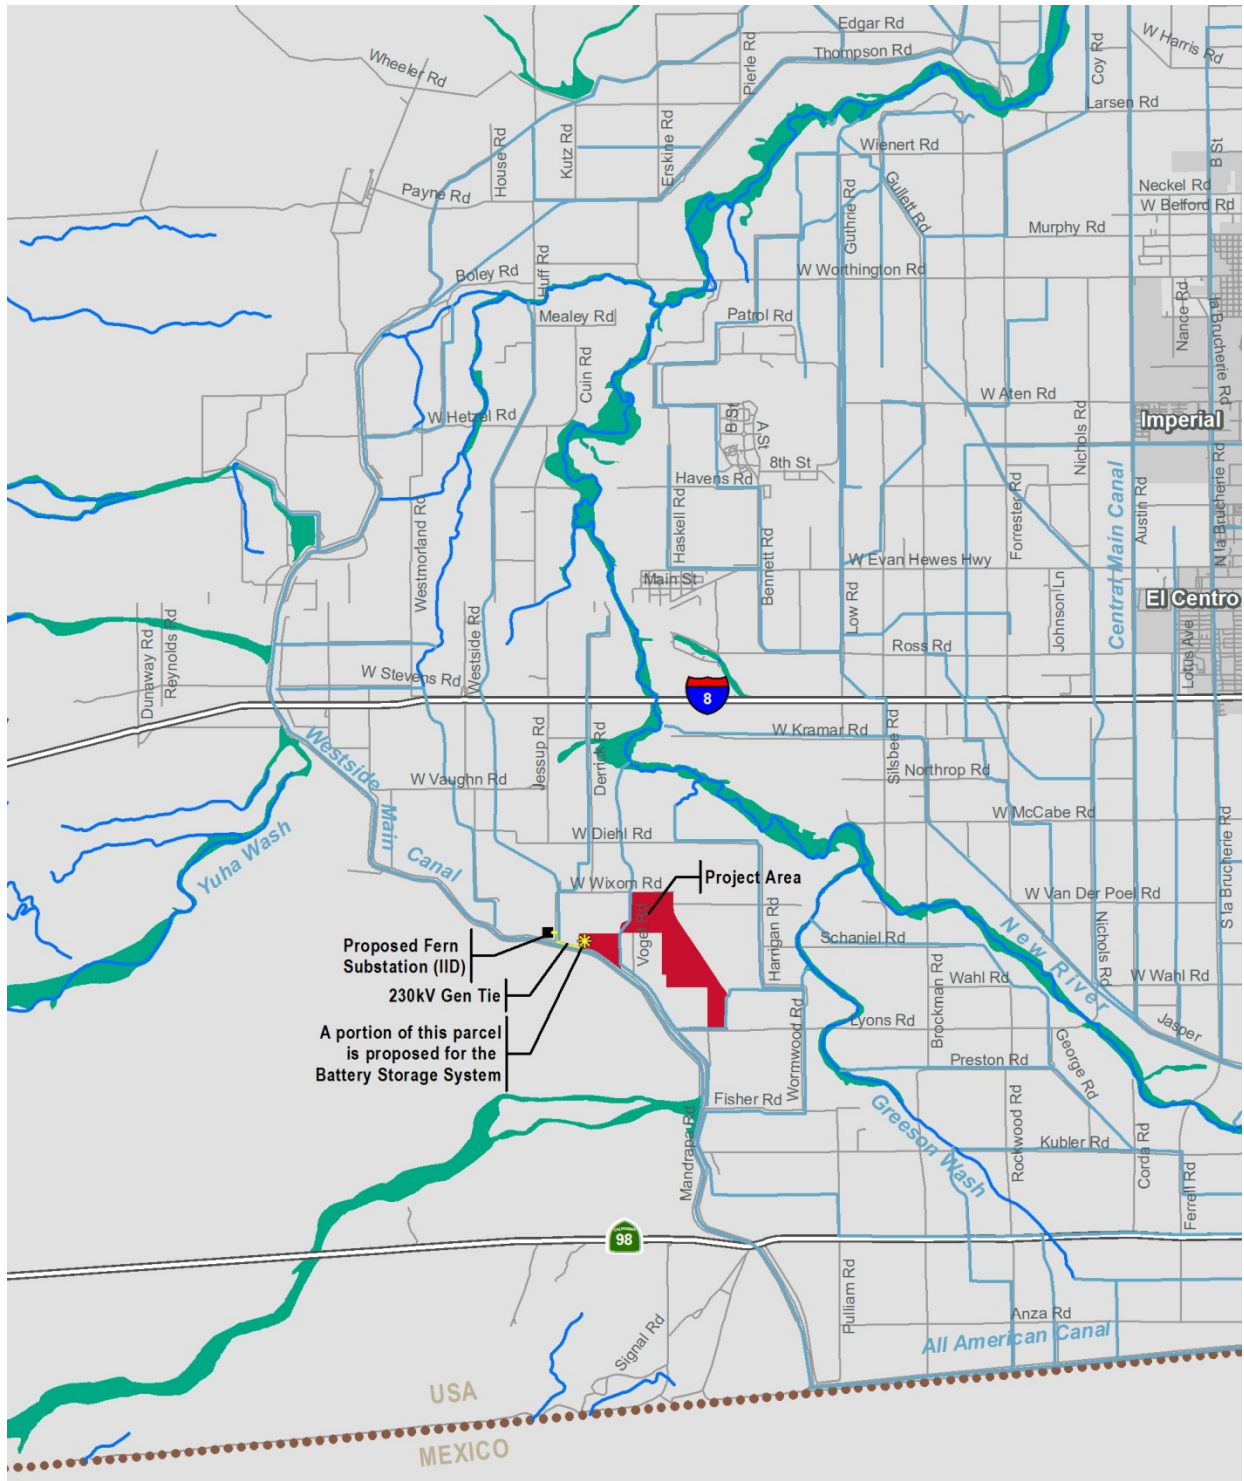 Edgar Rd
Thompson Rd
Wheeler Rd
Pierle Rd
Coy Rd
W Harris Rd
Larsen Rd
House Rd
Kutz Rd
Erskine Rd
Wienert Rd
B St
Payne Rd
Guthrie Rd
Gullett Rd
Neckel Rd
W Belford Rd
Murphy Rd
Boley Rd
Huff Rd
W Worthington Rd
Mealey Rd
Patrol Rd
Nance Rd
la Brucherie Rd
Cuin Rd
W Aten Rd
W Hetzel Rd
B St
A St
Nichols Rd
Imperial
8th St
Havens Rd
Westmorland Rd
Haskell Rd
Forrester Rd
Central Main Canal
Austin Rd
N la Brucherie Rd
W Evan Hewes Hwy
Main St
Bennett Rd
Low Rd
Johnson Ln
El Centro
Dunaway Rd
Reynolds Rd
Westside Rd
Ross Rd
Lotus Ave
W Stevens Rd
8
Westside
Main
Canal
Jessup Rd
Derrick Rd
W Kramar Rd
Silsbee Rd
Northrop Rd
W Vaughn Rd
W McCabe Rd
Yuha Wash
W Diehl Rd
S la Brucherie Rd
W Wixom Rd
Project Area
W Van Der Poel Rd
Vogel Rd
Harrigan Rd
Nichols Rd
Proposed Fern
Substation (IID)
Schaniel Rd
New River
230kV Gen Tie
Brockman Rd
Wahl Rd
W Wahl Rd
A portion of this parcel
is proposed for the
Battery Storage System
Wormwood Rd
Lyons Rd
Jasper
Preston Rd
George Rd
Fisher Rd
Greeson Wash
Mandrapa Rd
Rockwood Rd
Kubler Rd
Corda Rd
Ferrell Rd
CALIFORNIA
98
Pulliam Rd
Anza Rd
Signal Rd
All American Canal
USA
MEXICO